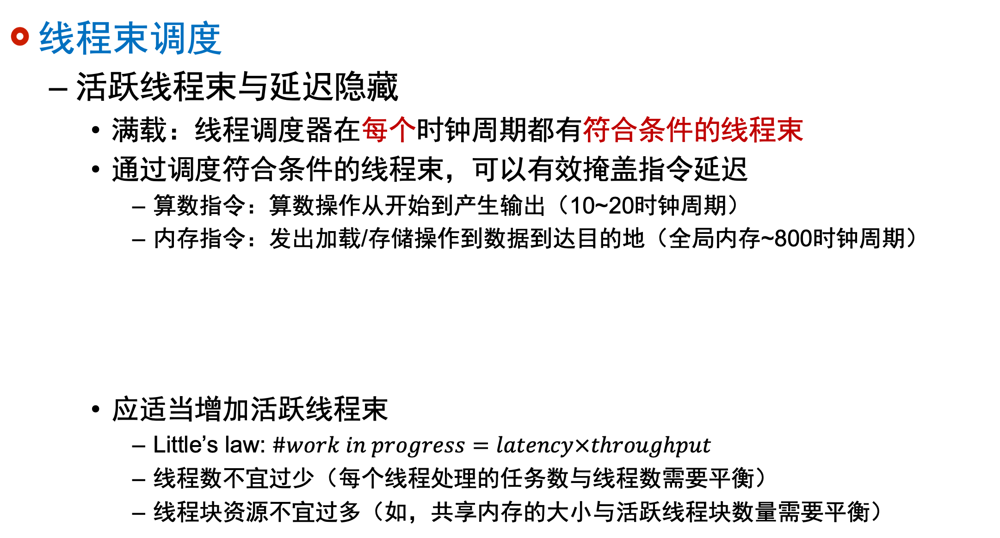 线程束调度
– 活跃线程束与延迟隐藏
• 满载：线程调度器在每个时钟周期都有符合条件的线程束
• 通过调度符合条件的线程束，可以有效掩盖指令延迟
– 算数指令：算数操作从开始到产生输出（10~20时钟周期）
– 内存指令：发出加载/存储操作到数据到达目的地（全局内存~800时钟周期）
• 应适当增加活跃线程束
– Little’s law: #work in progress = latency×throughput
– 线程数不宜过少（每个线程处理的任务数与线程数需要平衡）
– 线程块资源不宜过多（如，共享内存的大小与活跃线程块数量需要平衡）